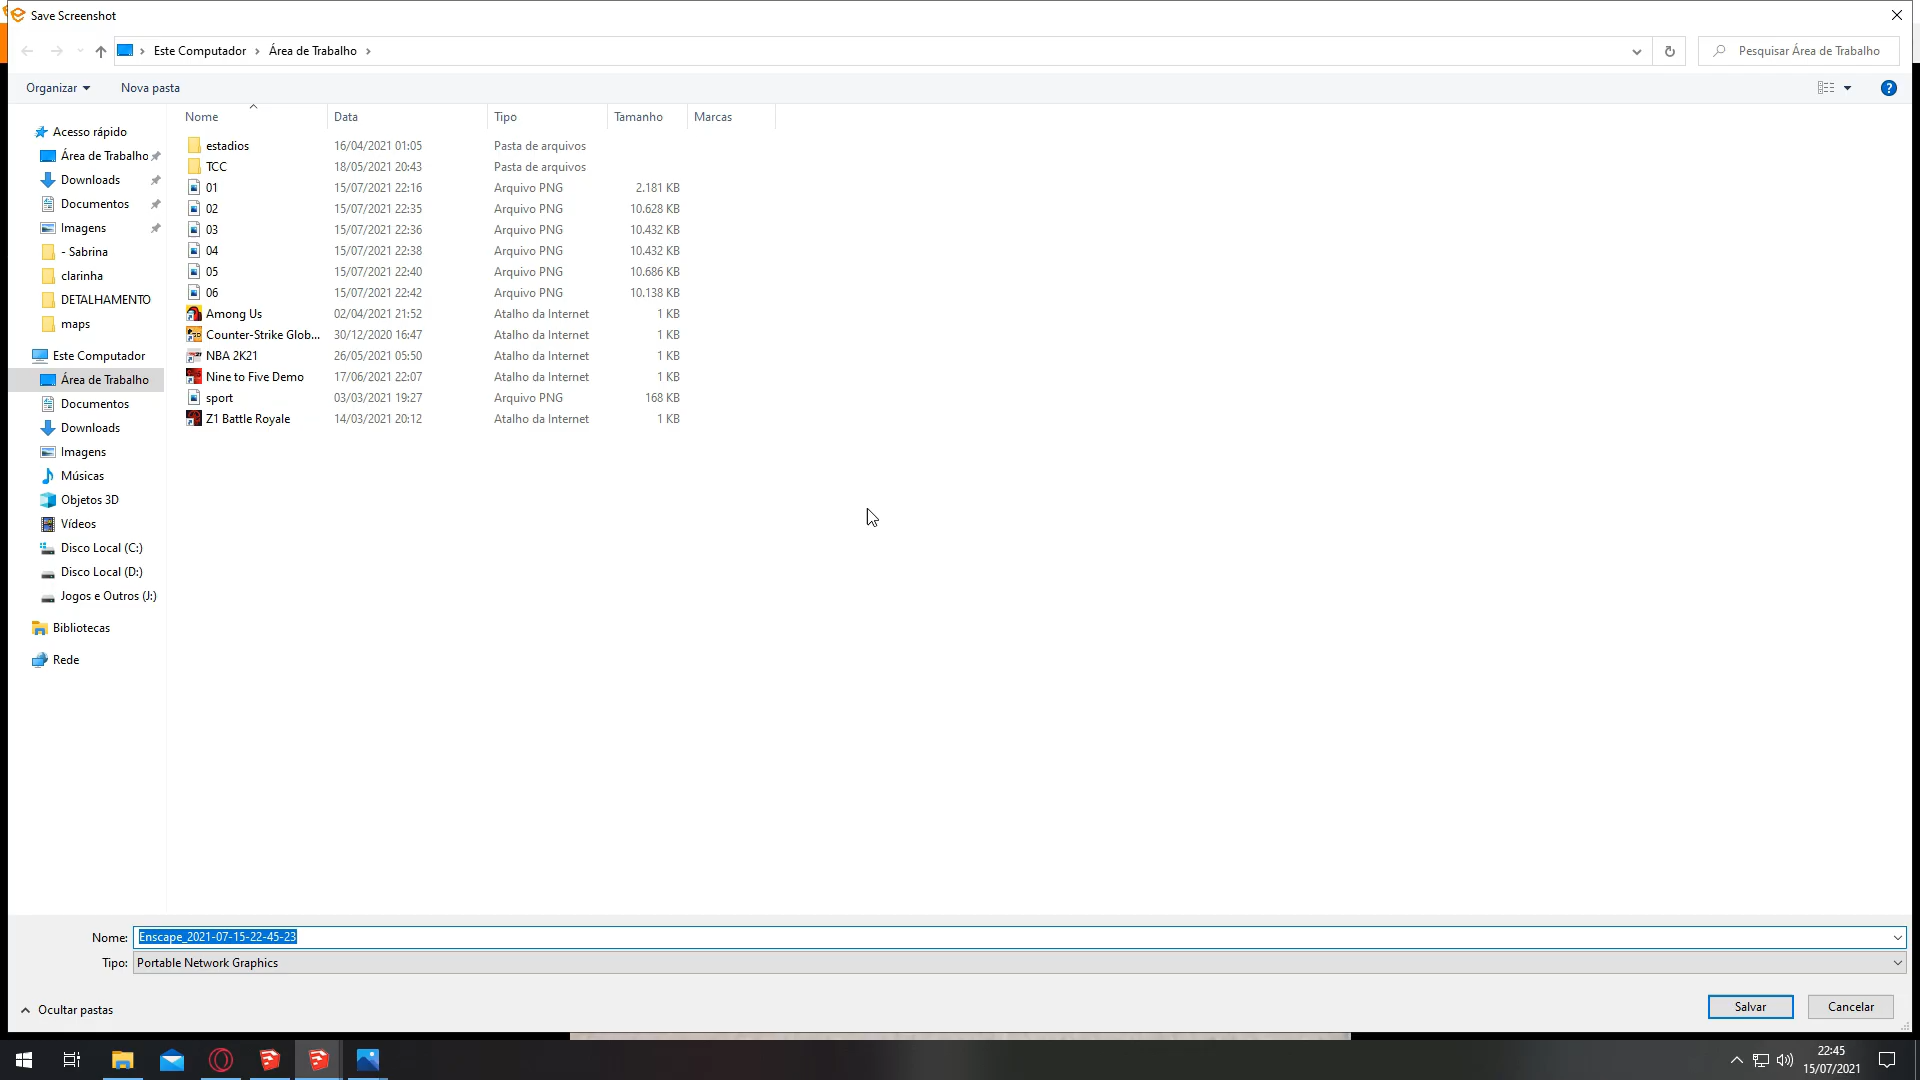 Save Screenshot
Este Computador
Área de Trabalho
Pesquisar Área de Trabalho
Organizar
Nova pasta
Nome Data Tipo Tamanho Marcas
estadios 16/04/2021 01:05 Pasta de arquivos
TCC 18/05/2021 20:43 Pasta de arquivos
01 15/07/2021 22:16 Arquivo PNG 2.181 KB
02 15/07/2021 22:35 Arquivo PNG 10.628 KB
03 15/07/2021 22:36 Arquivo PNG 10.432 KB
04 15/07/2021 22:38 Arquivo PNG 10.432 KB
05 15/07/2021 22:40 Arquivo PNG 10.686 KB
06 15/07/2021 22:42 Arquivo PNG 10.138 KB
Among Us 02/04/2021 21:52 Atalho da Internet 1 KB
Counter-Strike Glob... 30/12/2020 16:47 Atalho da Internet 1 KB
NBA 2K21 26/05/2021 05:50 Atalho da Internet 1 KB
Nine to Five Demo 17/06/2021 22:07 Atalho da Internet 1 KB
sport 03/03/2021 19:27 Arquivo PNG 168 KB
Z1 Battle Royale 14/03/2021 20:12 Atalho da Internet 1 KB
Acesso rápido
Área de Trabalho
Downloads
Documentos
Imagens
- Sabrina
clarinha
DETALHAMENTO
maps
Este Computador
Área de Trabalho
Documentos
Downloads
Imagens
Músicas
Objetos 3D
Vídeos
Disco Local (C:)
Disco Local (D:)
Jogos e Outros (J:)
Bibliotecas
Rede
Nome: Enscape_2021-07-15-22-45-23
Tipo: Portable Network Graphics
Ocultar pastas
Salvar
Cancelar
22:45
15/07/2021